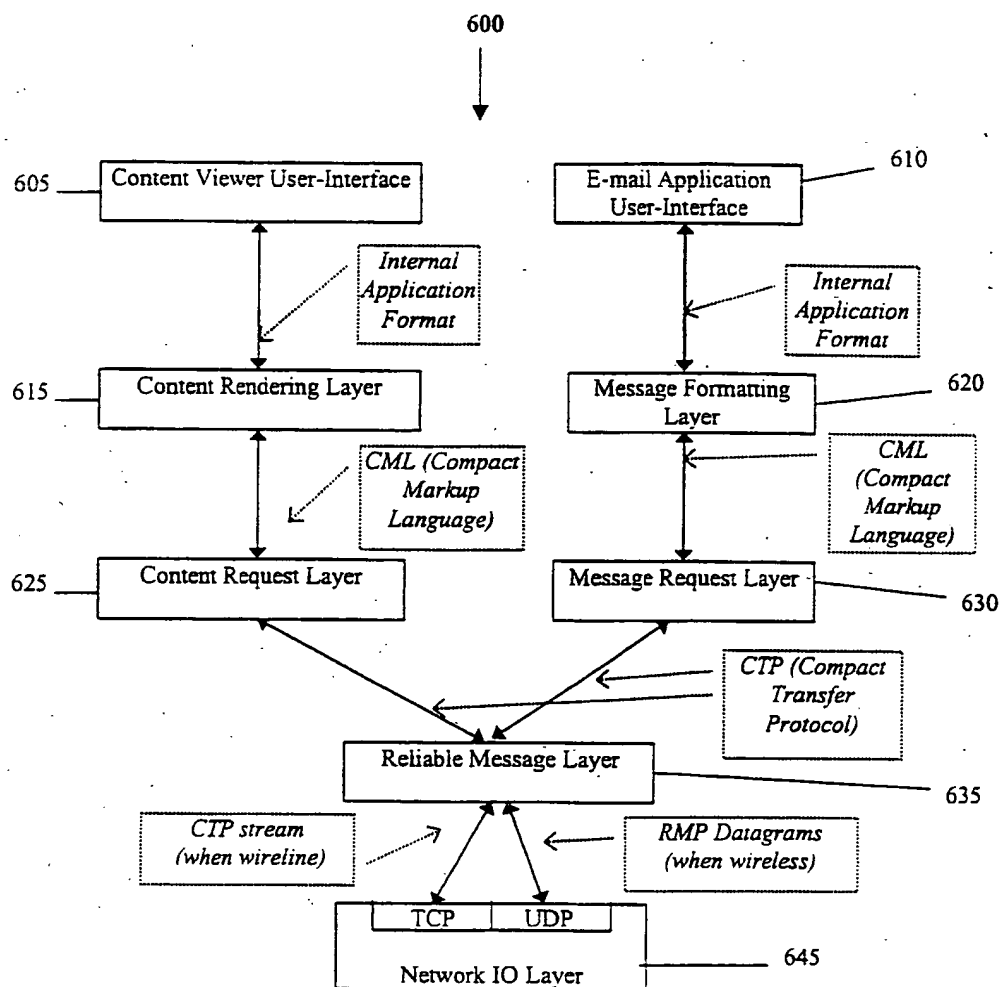 600
605
Content Viewer User-Interface
E-mail Application
User-Interface
610
Internal
Application
Format
Internal
Application
Format
615
Content Rendering Layer
Message Formatting
Layer
620
CML (Compact
Markup
Language)
CML
(Compact
Markup
Language)
625
Content Request Layer
Message Request Layer
630
CTP (Compact
Transfer
Protocol)
Reliable Message Layer
635
CTP stream
(when wireline)
RMP Datagrams
(when wireless)
TCP
UDP
Network IO Layer
645